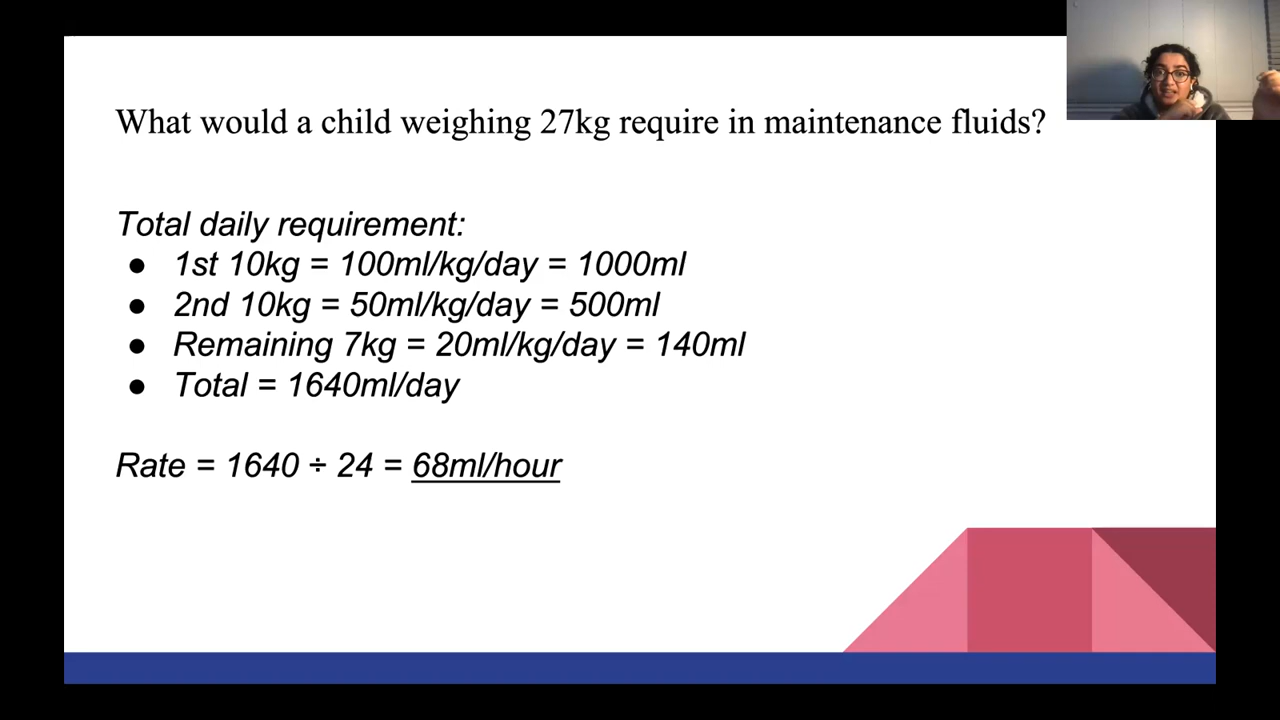 What would a child weighing 27kg require in maintenance fluids?
Total daily requirement:
● 1st 10kg = 100ml/kg/day = 1000ml
● 2nd 10kg = 50ml/kg/day = 500ml
● Remaining 7kg = 20ml/kg/day = 140ml
● Total = 1640ml/day
Rate = 1640 ÷ 24 = 68ml/hour